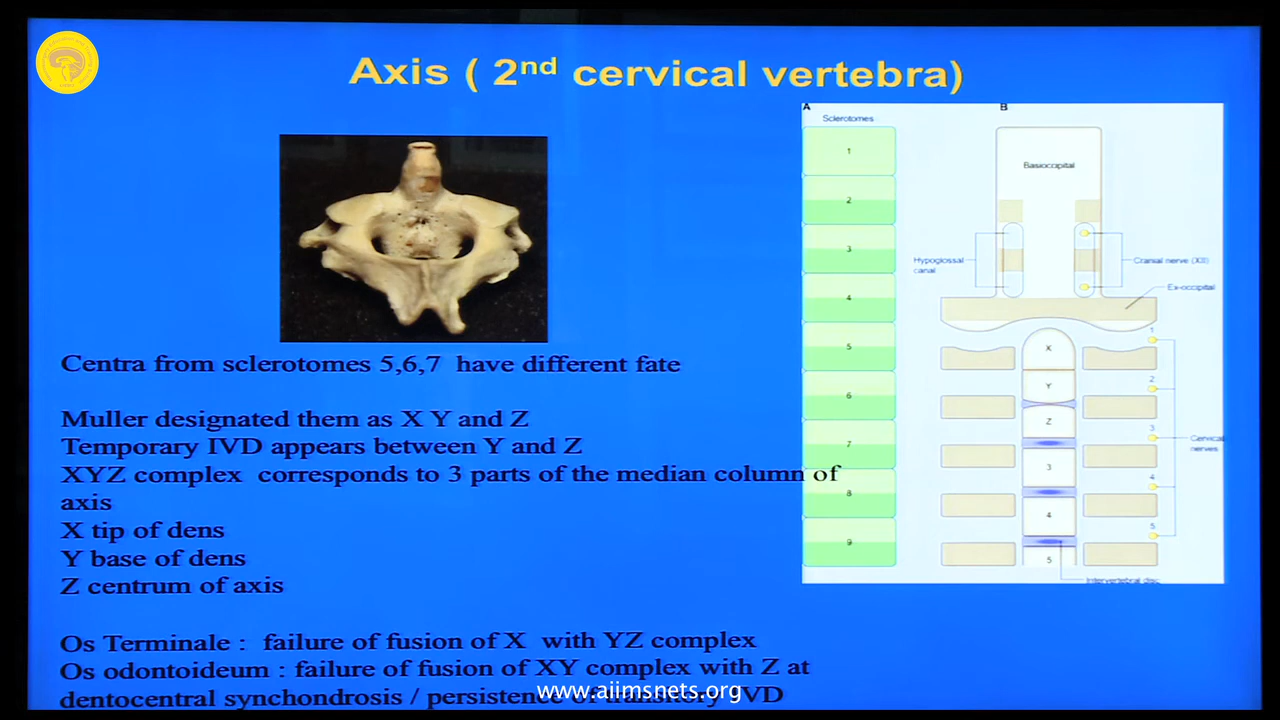 Axis ( 2nd cervical vertebra)
Centra from sclerotomes 5,6,7 have different fate
Muller designated them as X Y and Z
Temporary IVD appears between Y and Z
XYZ complex corresponds to 3 parts of the median column of
axis
X tip of dens
Y base of dens
Z centrum of axis
Os Terminale : failure of fusion of X with YZ complex
Os odontoideum : failure of fusion of XY complex with Z at
dentocentral synchondrosis / persistence of transitory IVD
A
B
Sclerotomes
1
2
3
4
5
6
7
8
9
Basioccipital
Hypoglossal
canal
Cranial nerve (XII)
Ex-occipital
X
Y
Z
3
4
5
1
2
3
4
5
Cervical
nerves
Intervertebral disc
www.aiimsnets.org